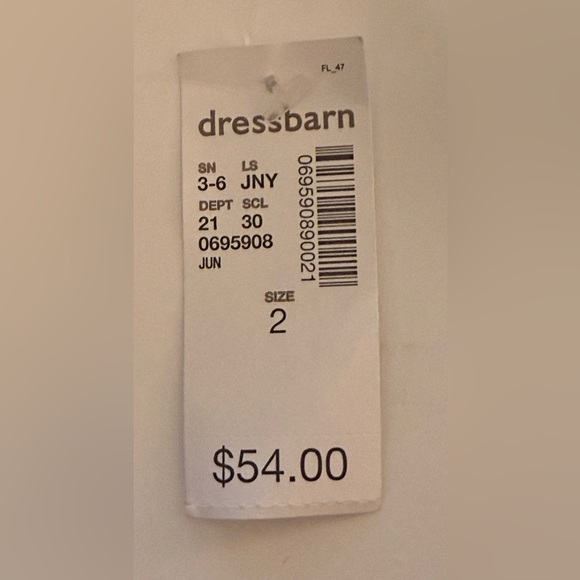 FL_47
dressbarn
SN LS
3-6 JNY
DEPT SCL
21 30
0695908
JUN
069590890021
SIZE
2
$54.00